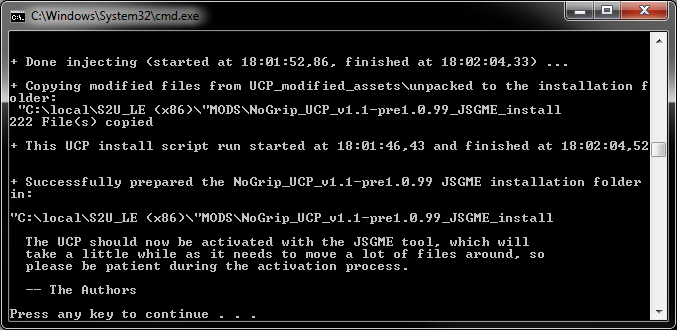 C:\Windows\System32\cmd.exe
+ Done injecting (started at 18:01:52,86, finished at 18:02:04,33) ...
+ Copying modified files from UCP_modified_assets\unpacked to the installation f
older:
"C:\local\S2U_LE (x86)\"MODS\NoGrip_UCP_v1.1-pre1.0.99_JSGME_install
222 File(s) copied
+ This UCP install script run started at 18:01:46,43 and finished at 18:02:04,52
+ Successfully prepared the NoGrip_UCP_v1.1-pre1.0.99 JSGME installation folder
in:
"C:\local\S2U_LE (x86)\"MODS\NoGrip_UCP_v1.1-pre1.0.99_JSGME_install
The UCP should now be activated with the JSGME tool, which will
take a little while as it needs to move a lot of files around, so
please be patient during the activation process.
-- The Authors
Press any key to continue . . .